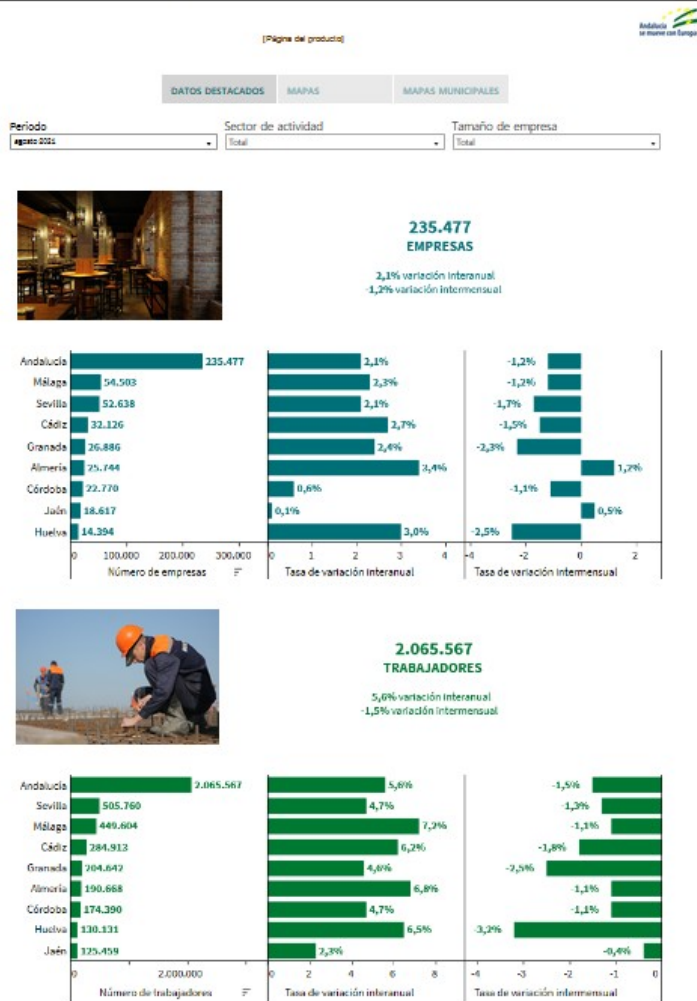 Andalucía
se mueve con Europa
[Página del producto]
DATOS DESTACADOS MAPAS MAPAS MUNICIPALES
Periodo Sector de actividad Tamaño de empresa
agosto 2021 Total Total
235.477
EMPRESAS
2,1% variación interanual
-1,2% variación intermensual
Andalucía 235.477 2,1% -1,2%
Málaga 54.503 2,3% -1,2%
Sevilla 52.638 2,1% -1,7%
Cádiz 32.126 2,7% -1,5%
Granada 26.886 2,4% -2,3%
Almería 25.744 3,4% 1,2%
Córdoba 22.770 0,6% -1,1%
Jaén 18.617 0,1% 0,5%
Huelva 14.394 3,0% -2,5%
0 100.000 200.000 300.000 0 1 2 3 4 -4 -2 0 2
Número de empresas Tasa de variación interanual Tasa de variación intermensual
2.065.567
TRABAJADORES
5,6% variación interanual
-1,5% variación intermensual
Andalucía 2.065.567 5,6% -1,5%
Sevilla 505.760 4,7% -1,3%
Málaga 449.604 7,2% -1,1%
Cádiz 284.913 6,2% -1,8%
Granada 204.642 4,6% -2,5%
Almería 190.668 6,8% -1,1%
Córdoba 174.390 4,7% -1,1%
Huelva 130.131 6,5% -3,2%
Jaén 125.459 2,3% -0,4%
0 2.000.000 0 2 4 6 8 -4 -3 -2 -1 0
Número de trabajadores Tasa de variación interanual Tasa de variación intermensual